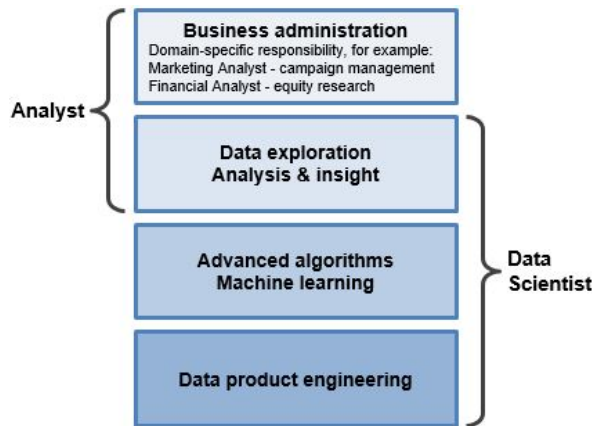 Business administration
Domain-specific responsibility, for example:
Marketing Analyst - campaign management
Financial Analyst - equity research
Analyst
Data exploration
Analysis & insight
Advanced algorithms
Machine learning
Data
Scientist
Data product engineering